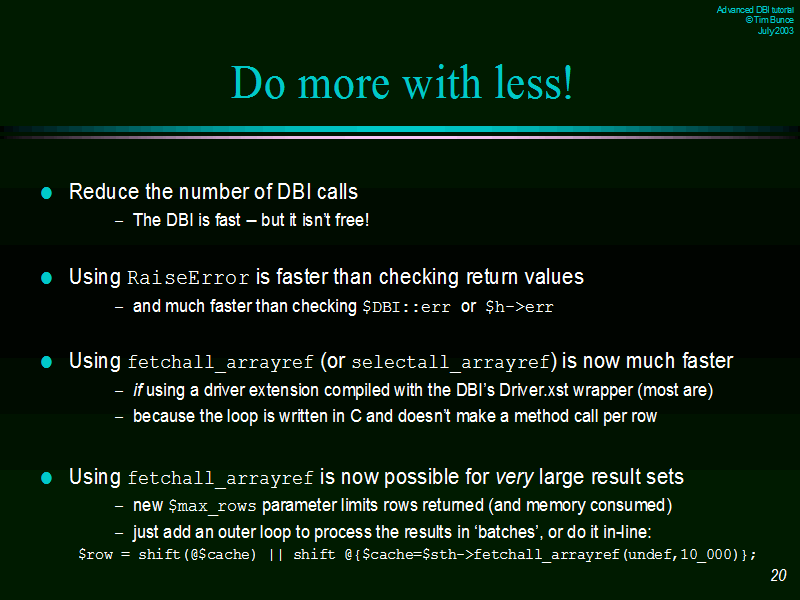 Advanced DBI tutorial
© Tim Bunce
July 2003
Do more with less!
Reduce the number of DBI calls
– The DBI is fast – but it isn't free!
Using RaiseError is faster than checking return values
– and much faster than checking $DBI::err or $h->err
Using fetchall_arrayref (or selectall_arrayref) is now much faster
– if using a driver extension compiled with the DBI's Driver.xst wrapper (most are)
– because the loop is written in C and doesn't make a method call per row
Using fetchall_arrayref is now possible for very large result sets
– new $max_rows parameter limits rows returned (and memory consumed)
– just add an outer loop to process the results in ‘batches’, or do it in-line:
$row = shift(@$cache) || shift @{$cache=$sth->fetchall_arrayref(undef,10_000)};
20